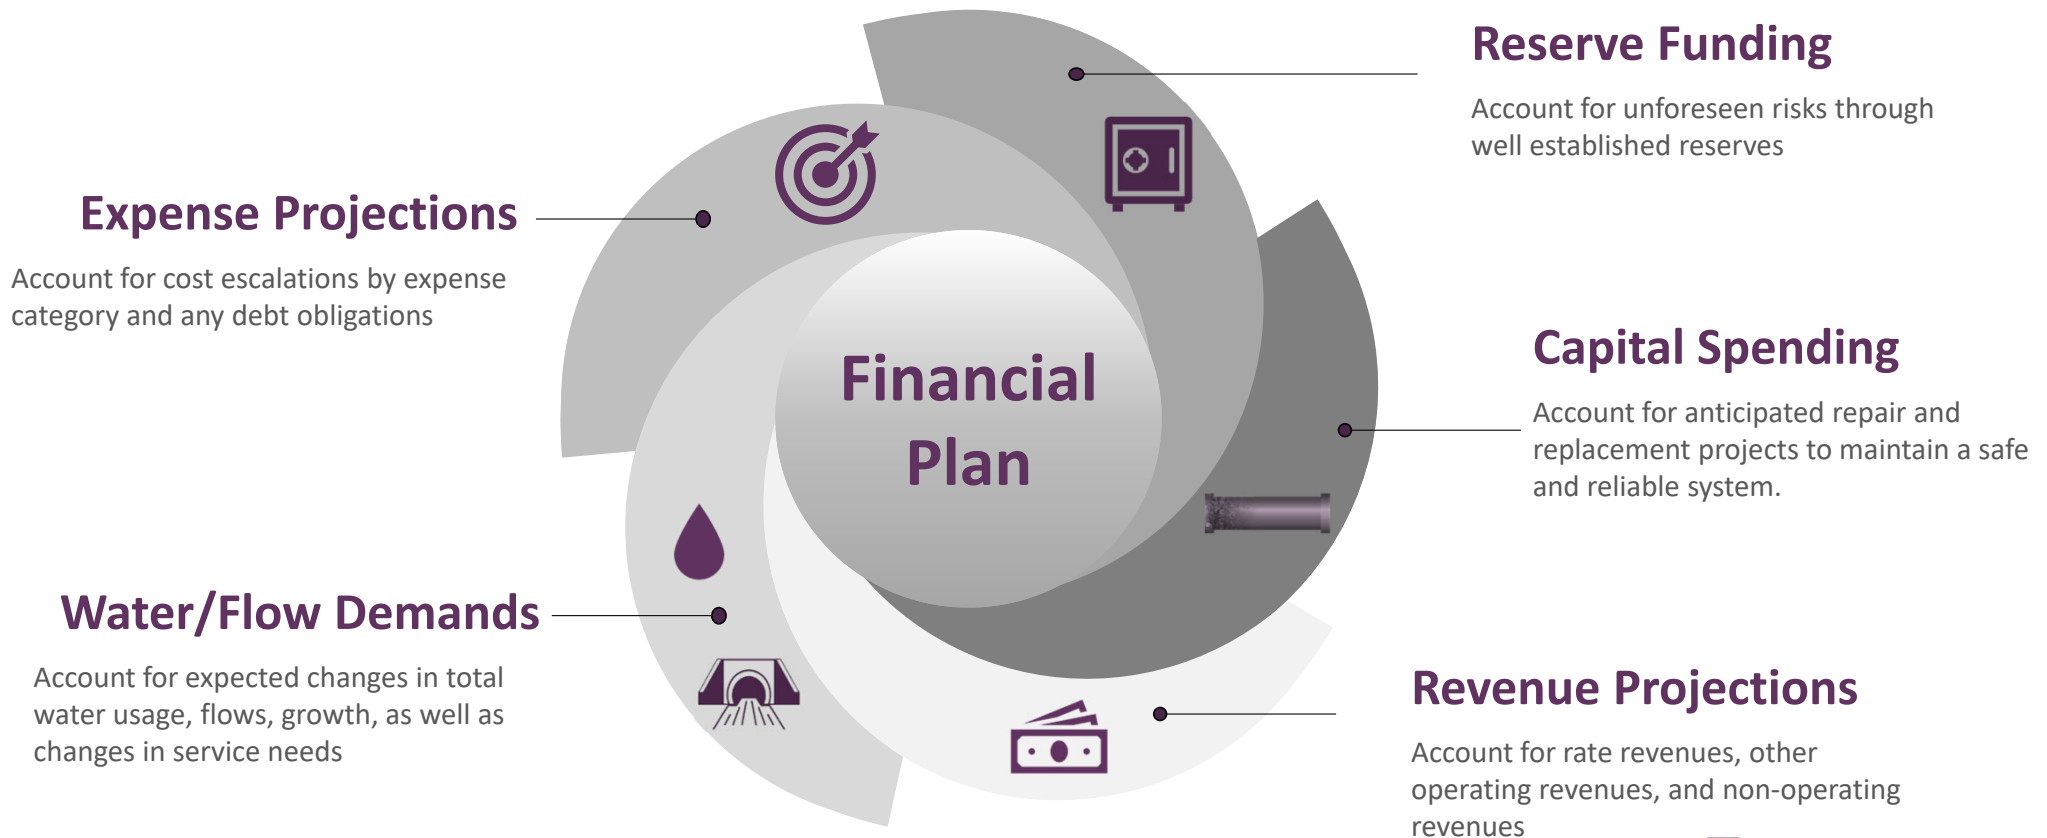 Reserve Funding
Account for unforeseen risks through
well established reserves
Expense Projections
Account for cost escalations by expense
category and any debt obligations
Financial
Plan
Capital Spending
Account for anticipated repair and
replacement projects to maintain a safe
and reliable system.
Water/Flow Demands
Account for expected changes in total
water usage, flows, growth, as well as
changes in service needs
Revenue Projections
Account for rate revenues, other
operating revenues, and non-operating
revenues